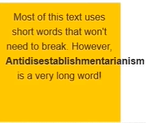 Most of this text uses
short words that won't
need to break. However,
Antidisestablishmentarianism
is a very long word!